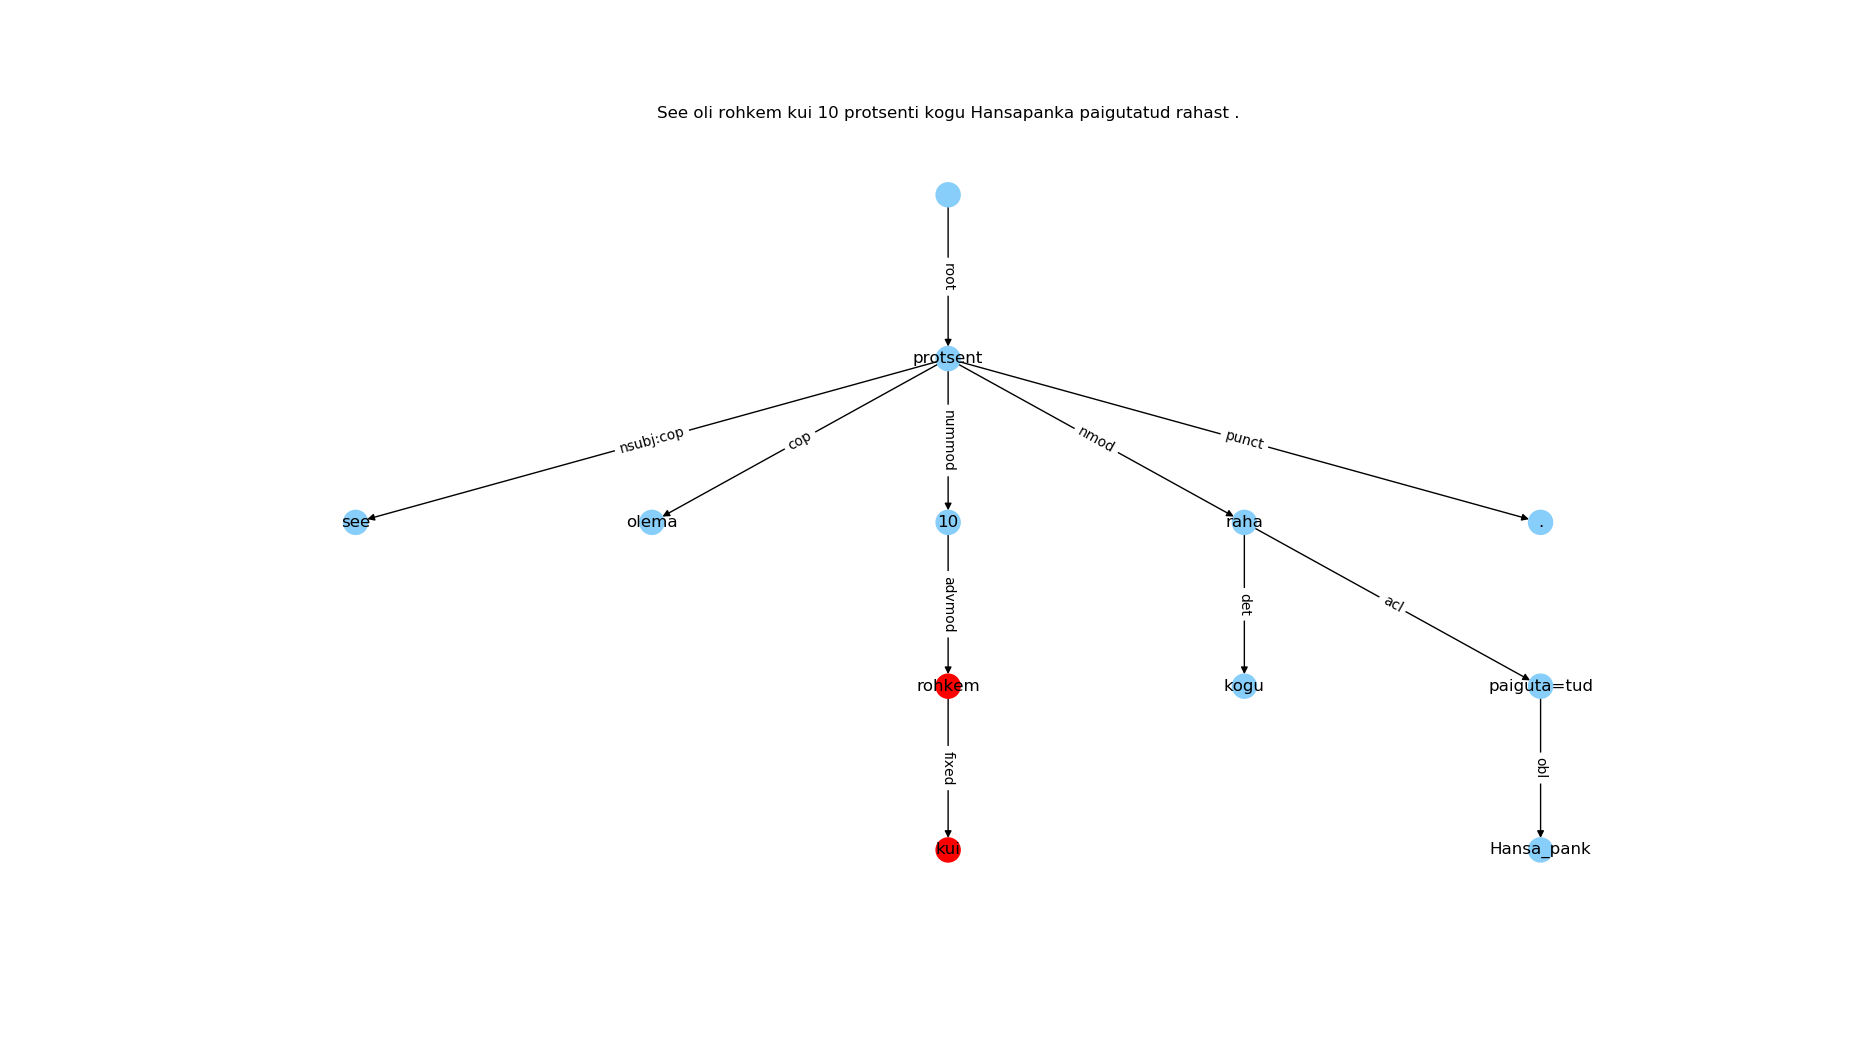 See oli rohkem kui 10 protsenti kogu Hansapanka paigutatud rahast .
root
protsent
nsubj:cop
cop
nummod
nmod
punct
see
olema
10
raha
.
advmod
det
acl
rohkem
kogu
paiguta=tud
fixed
obl
kui
Hansa_pank